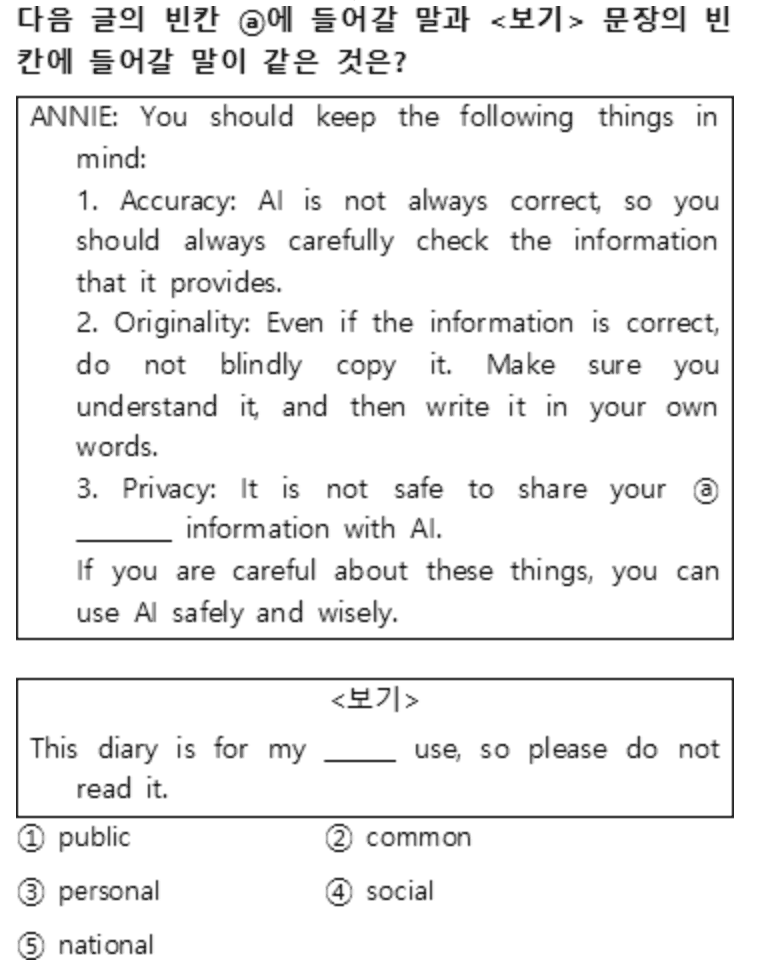 다음 글의 빈칸 ⓐ에 들어갈 말과 <보기> 문장의 빈
칸에 들어갈 말이 같은 것은?
ANNIE: You should keep the following things in
mind:
1. Accuracy: AI is not always correct, so you
should always carefully check the information
that it provides.
2. Originality: Even if the information is correct,
do not blindly copy it. Make sure you
understand it, and then write it in your own
words.
3. Privacy: It is not safe to share your ⓐ
_______ information with AI.
If you are careful about these things, you can
use AI safely and wisely.
<보기>
This diary is for my _____ use, so please do not
read it.
① public ② common
③ personal ④ social
⑤ national